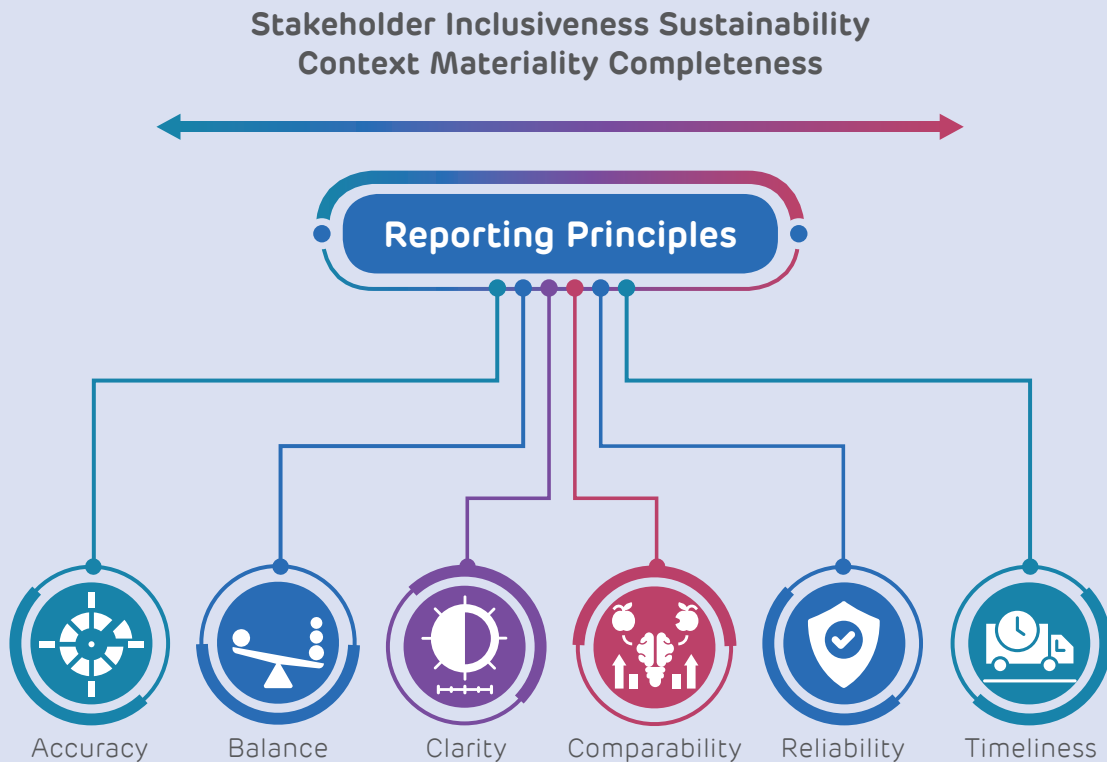 Stakeholder Inclusiveness Sustainability
Context Materiality Completeness
Reporting Principles
Accuracy
Balance
Clarity
Comparability
Reliability
Timeliness